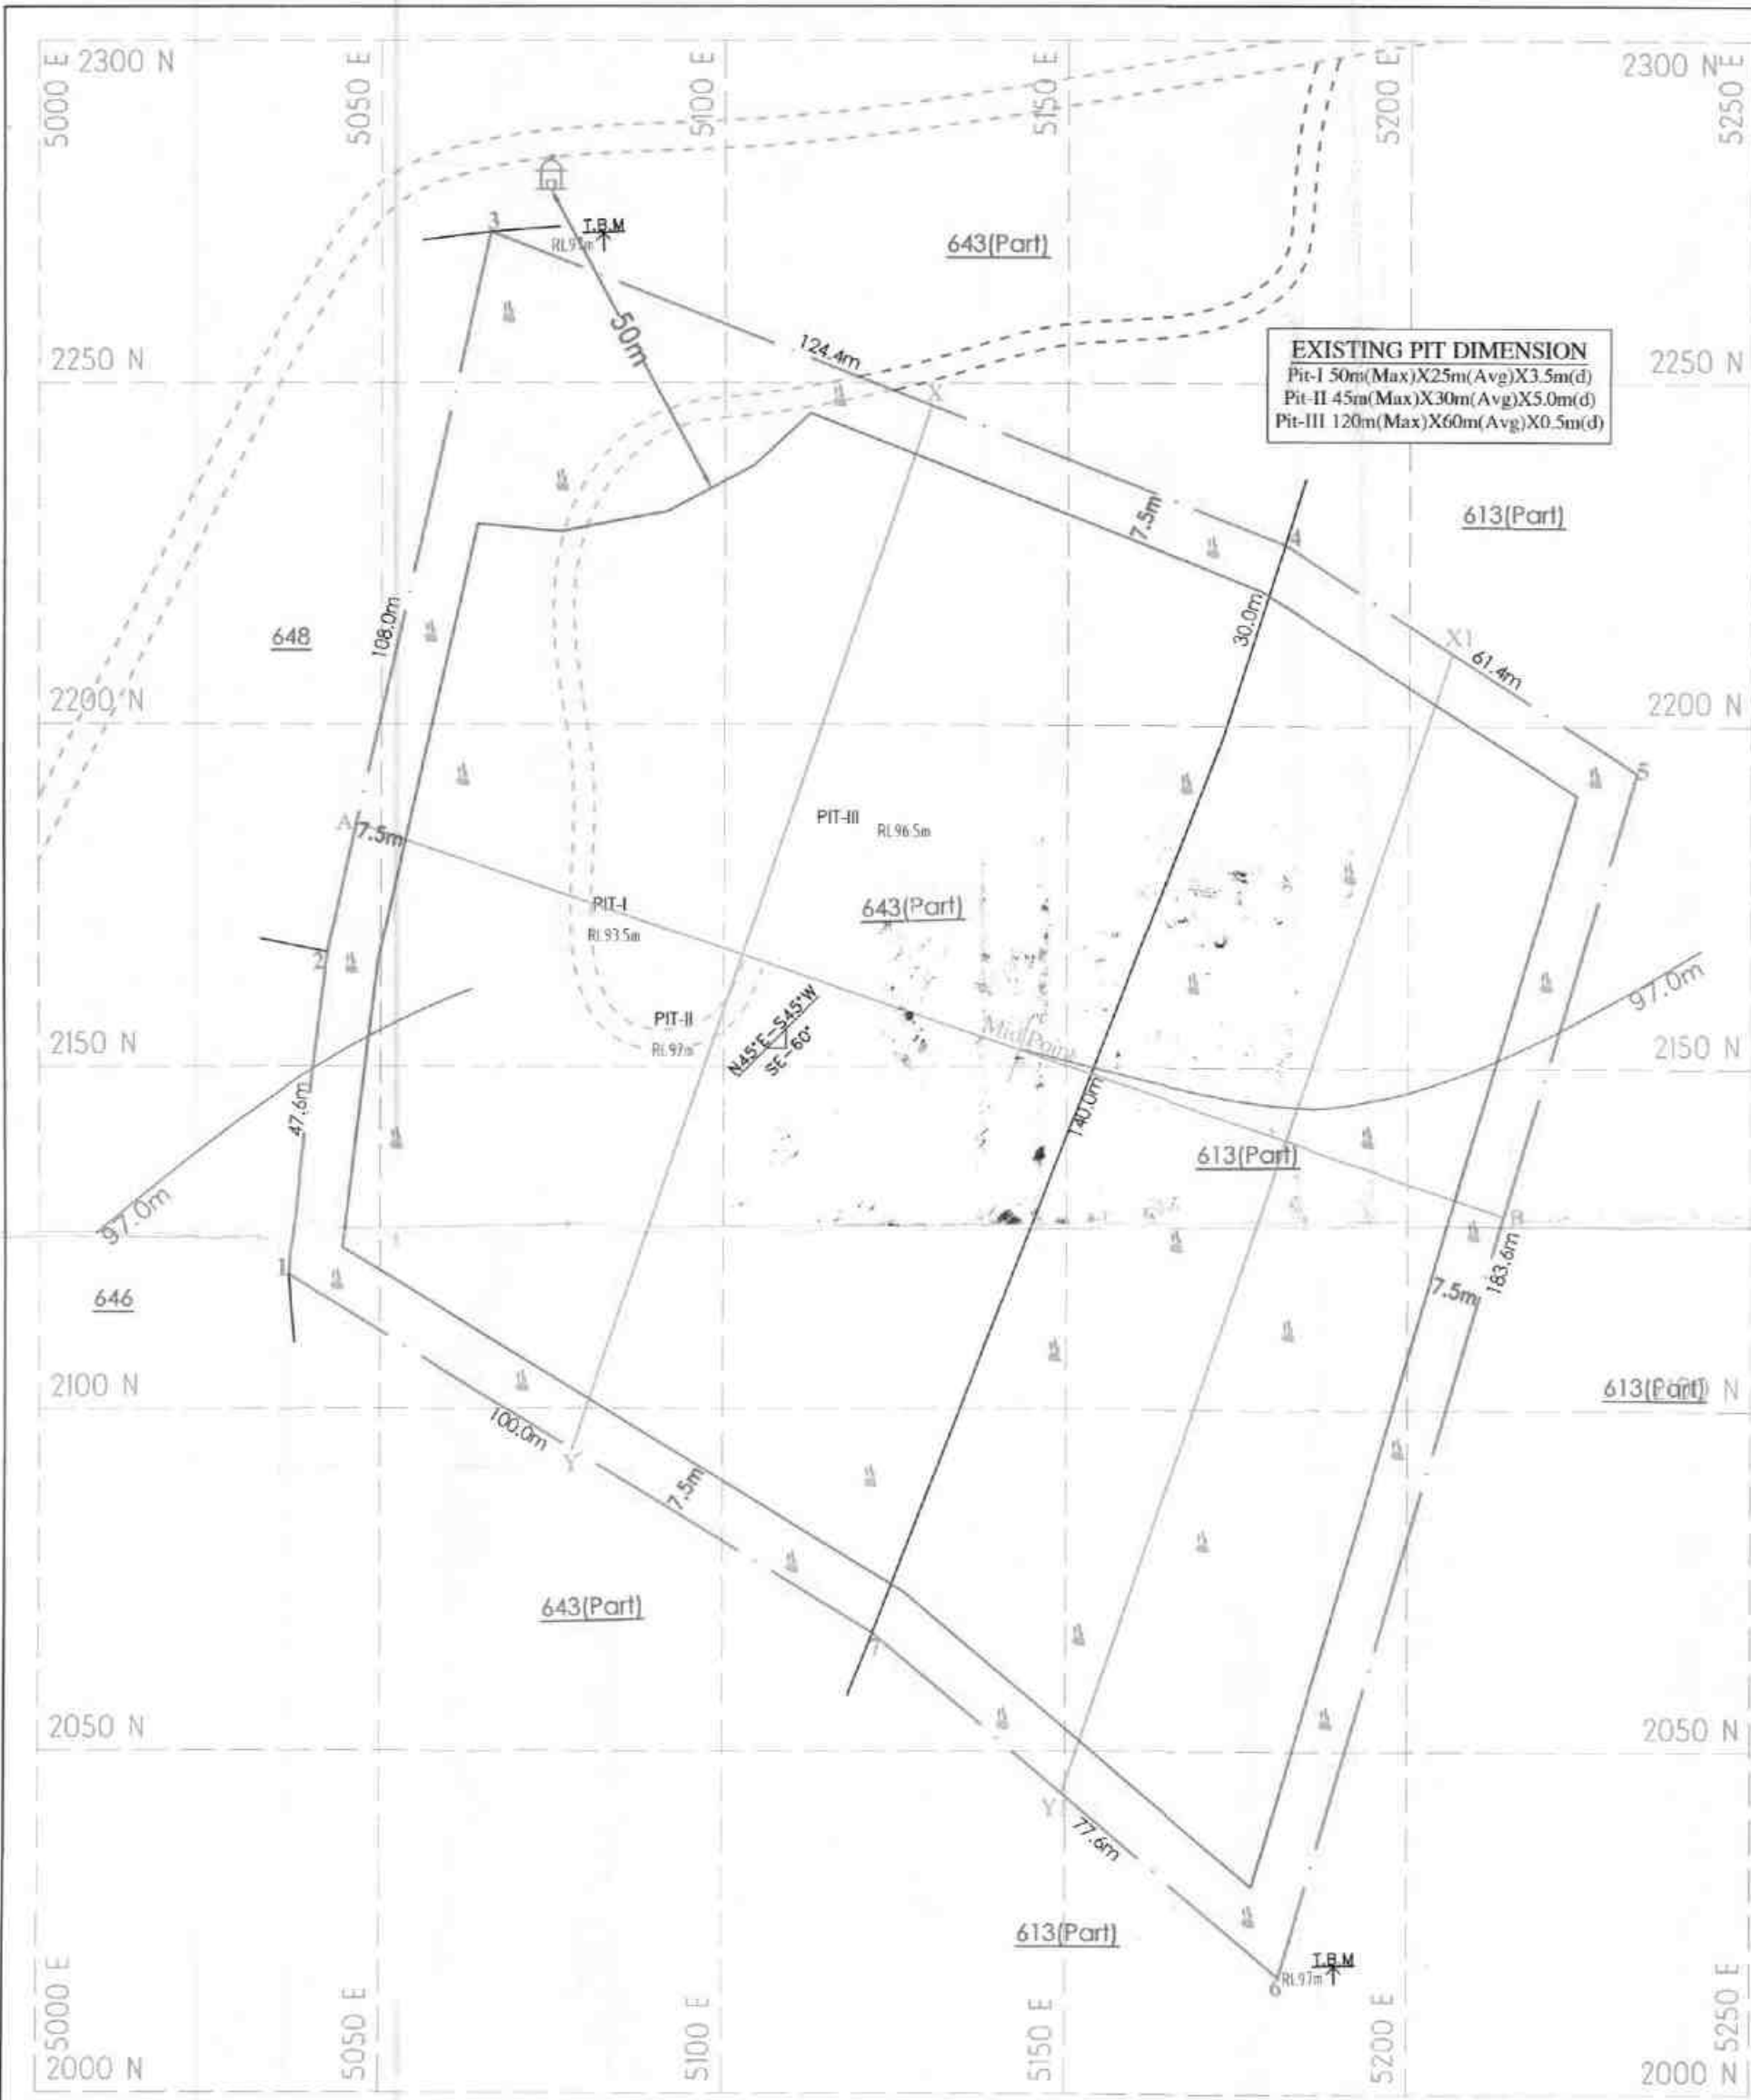 5000 E
2300 N
5050 E
5100 E
5150 E
5200 E
2300 N
5250 E
3
T.B.M
643(Part)
50m
2250 N
124.4m
X
EXISTING PIT DIMENSION
Pit-I 50m(Max)X25m(Avg)X3.5m(d)
Pit-II 45m(Max)X30m(Avg)X5.0m(d)
Pit-III 120m(Max)X60m(Avg)X0.5m(d)
2250 N
7.5m
4
613(Part)
648
108.0m
30.0m
X1
61.4m
2200 N
2200 N
5
A
7.5m
PIT-III
RL96.5m
PIT-I
RL93.5m
643(Part)
2
97.0m
PIT-II
RL92m
N45°E-S45°W
SE-60°
Mid Point
2150 N
2150 N
47.6m
140.0m
613(Part)
97.0m
B
183.6m
7.5m
1
646
2100 N
613(Part)
N
100.0m
Y
7.5m
643(Part)
7
2050 N
2050 N
Y
77.6m
613(Part)
T.B.M
RL97m
6
5000 E
2000 N
5050 E
5100 E
5150 E
5200 E
2000 N
5250 E